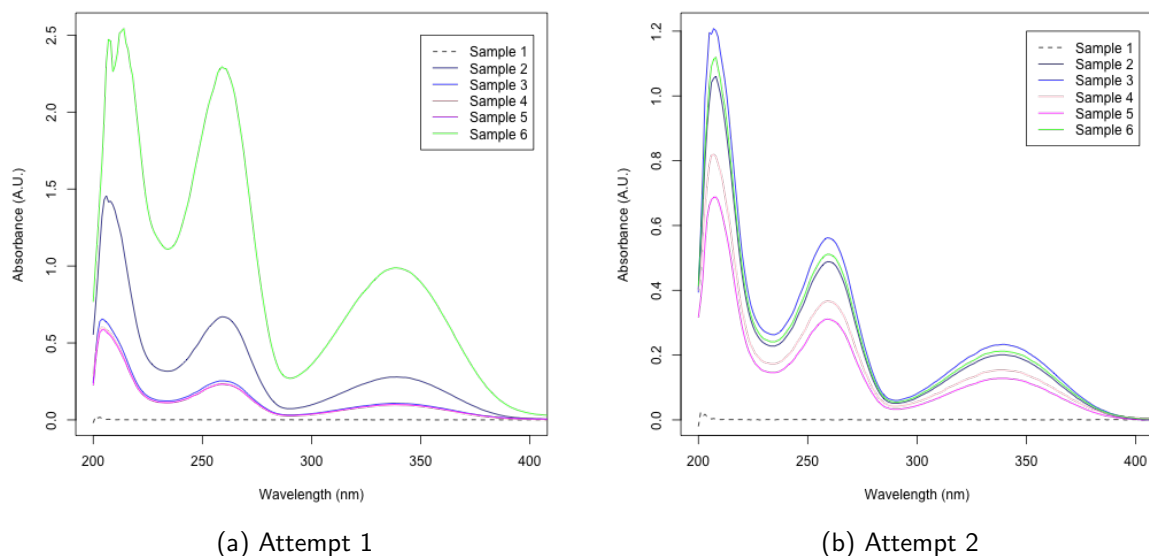 2.5
2.0
1.5
1.0
0.5
0.0
Absorbance (A.U.)
200 250 300 350 400
Wavelength (nm)
Sample 1
Sample 2
Sample 3
Sample 4
Sample 5
Sample 6
(a) Attempt 1
1.2
1.0
0.8
0.6
0.4
0.2
0.0
Absorbance (A.U.)
200 250 300 350 400
Wavelength (nm)
Sample 1
Sample 2
Sample 3
Sample 4
Sample 5
Sample 6
(b) Attempt 2